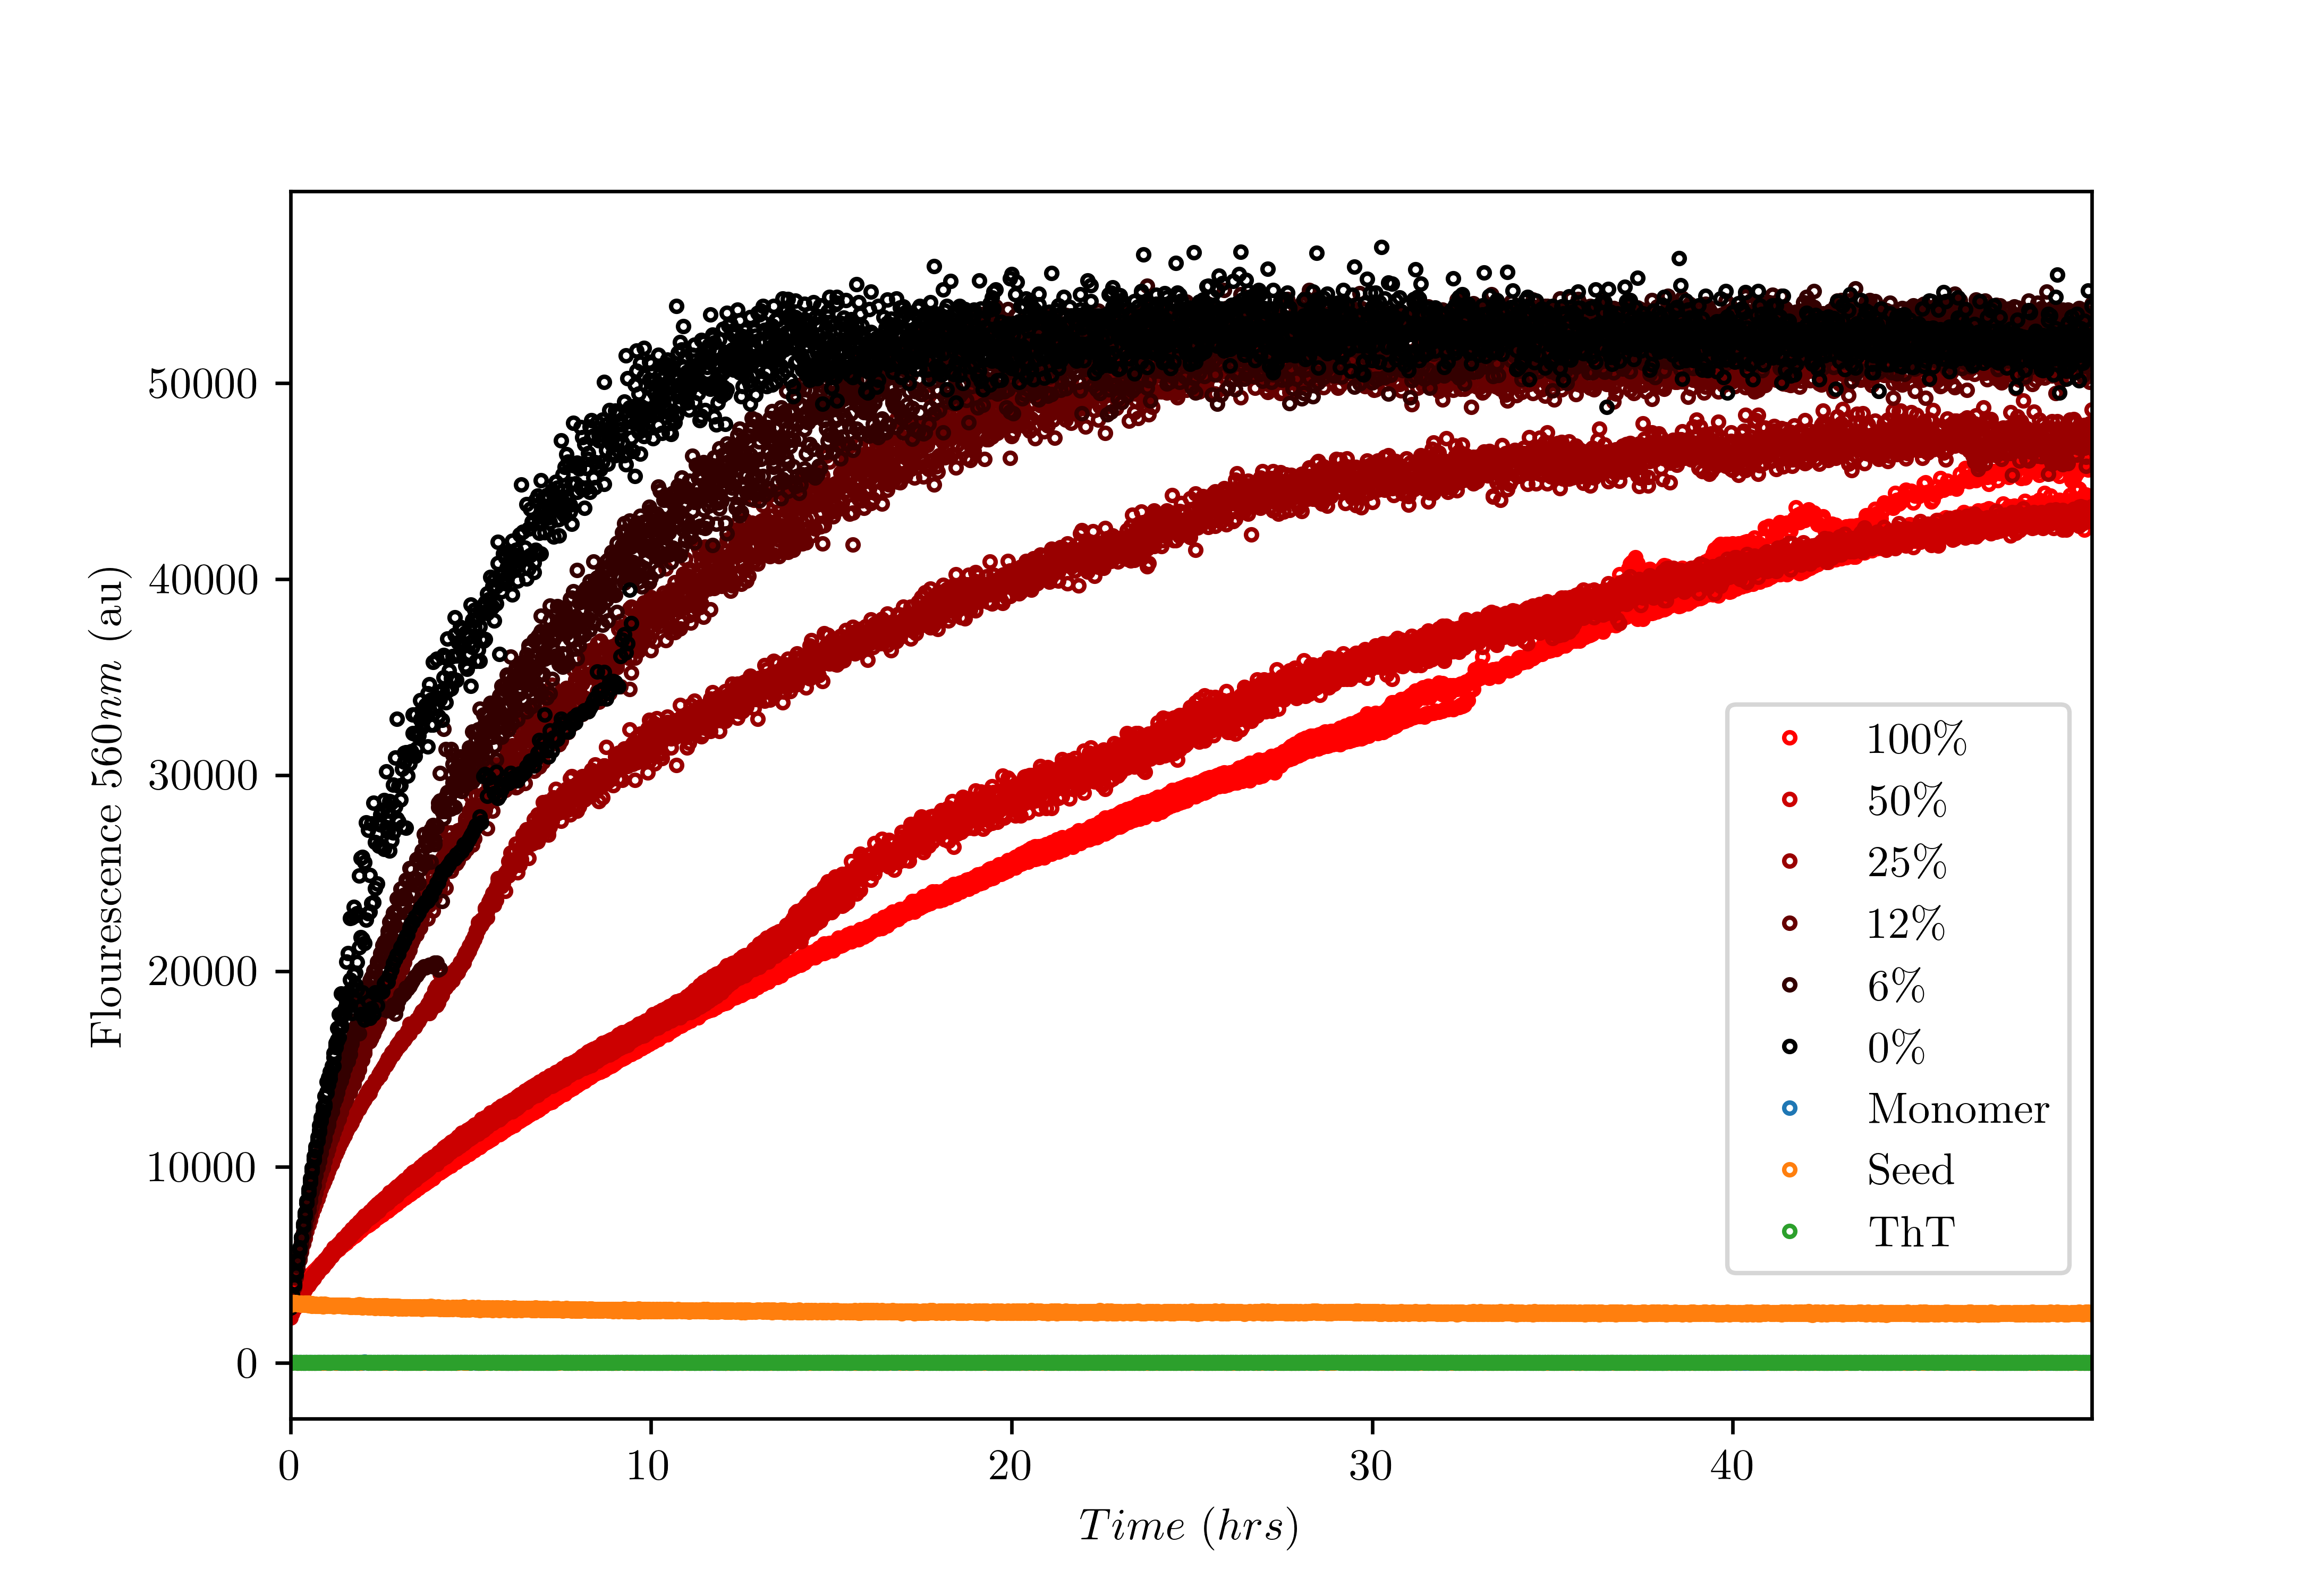 Flourescence 560nm (au)
50000
40000
30000
20000
10000
0
0 10 20 30 40
Time (hrs)
100%
50%
25%
12%
6%
0%
Monomer
Seed
ThT